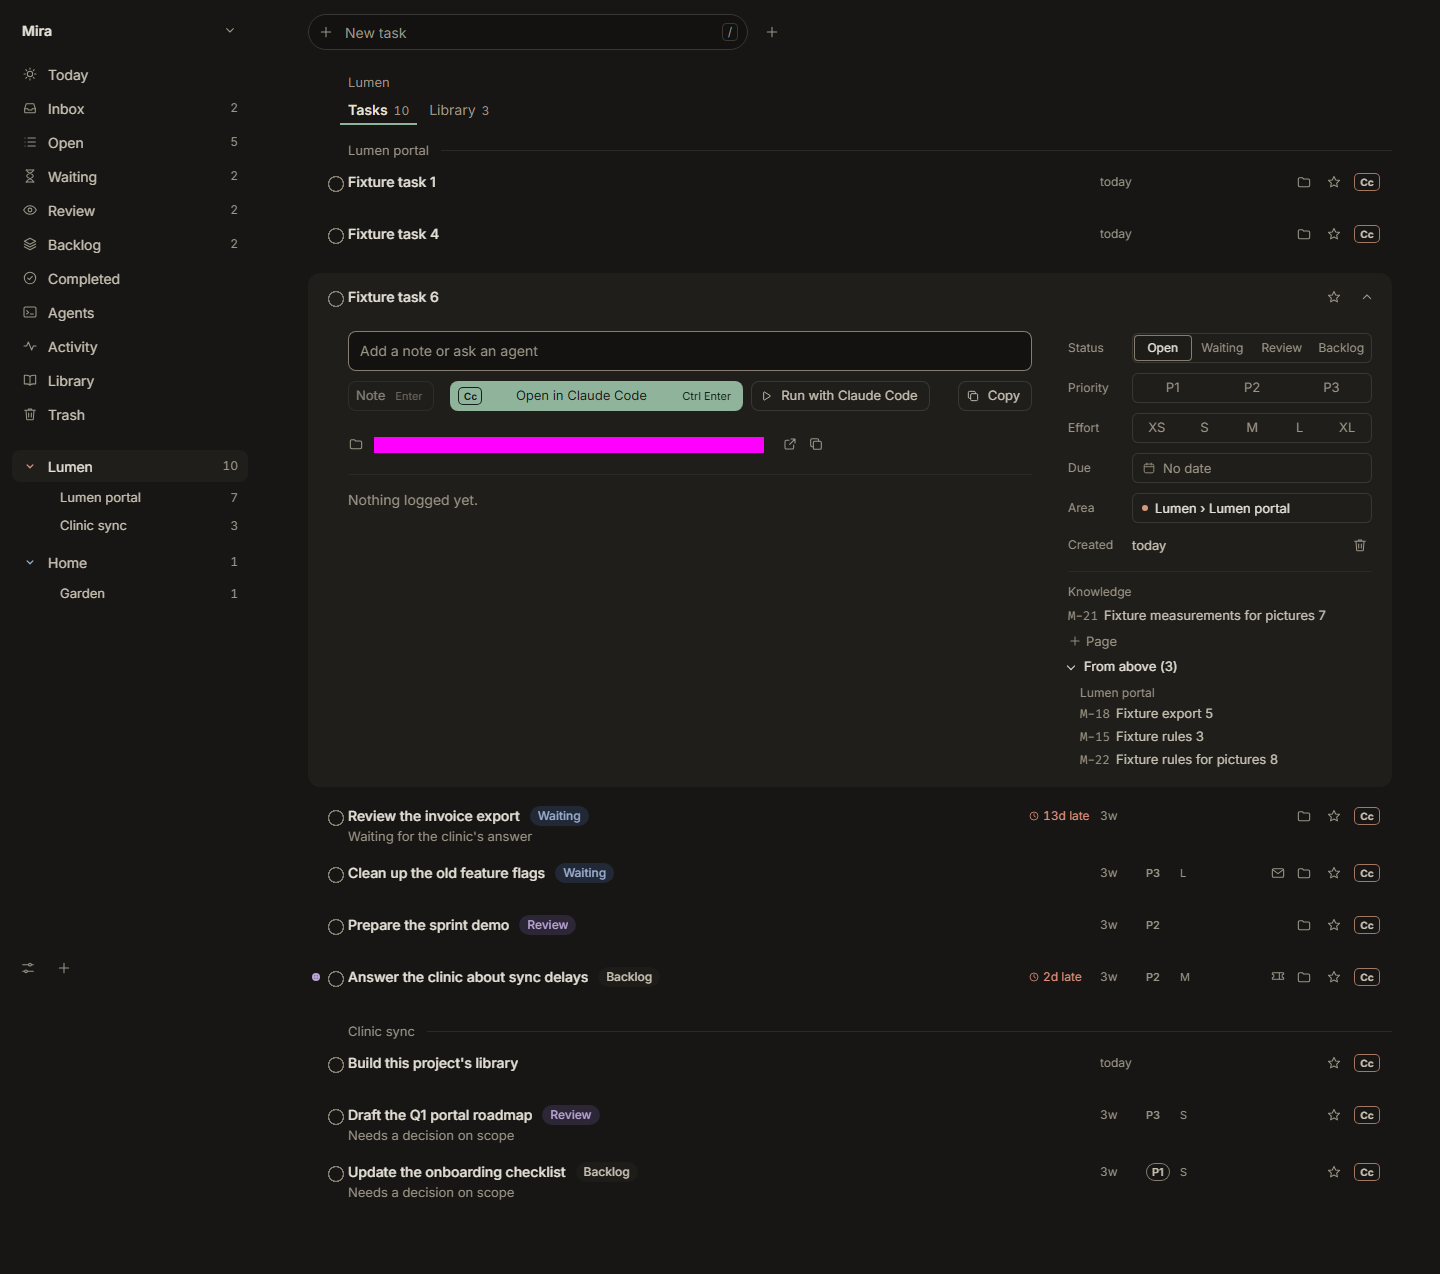 Mira
Today
Inbox 2
Open 5
Waiting 2
Review 2
Backlog 2
Completed
Agents
Activity
Library
Trash
Lumen 10
Lumen portal 7
Clinic sync 3
Home 1
Garden 1
New task /
Lumen
Tasks 10 Library 3
Lumen portal
Fixture task 1 today Cc
Fixture task 4 today Cc
Fixture task 6
Add a note or ask an agent
Note Enter Cc Open in Claude Code Ctrl Enter Run with Claude Code Copy
Nothing logged yet.
Status Open Waiting Review Backlog
Priority P1 P2 P3
Effort XS S M L XL
Due No date
Area Lumen › Lumen portal
Created today
Knowledge
M-21 Fixture measurements for pictures 7
Page
From above (3)
Lumen portal
M-18 Fixture export 5
M-15 Fixture rules 3
M-22 Fixture rules for pictures 8
Review the invoice export Waiting 13d late 3w Cc
Waiting for the clinic's answer
Clean up the old feature flags Waiting 3w P3 L Cc
Prepare the sprint demo Review 3w P2 Cc
Answer the clinic about sync delays Backlog 2d late 3w P2 M Cc
Clinic sync
Build this project's library today Cc
Draft the Q1 portal roadmap Review 3w P3 S Cc
Needs a decision on scope
Update the onboarding checklist Backlog 3w P1 S Cc
Needs a decision on scope